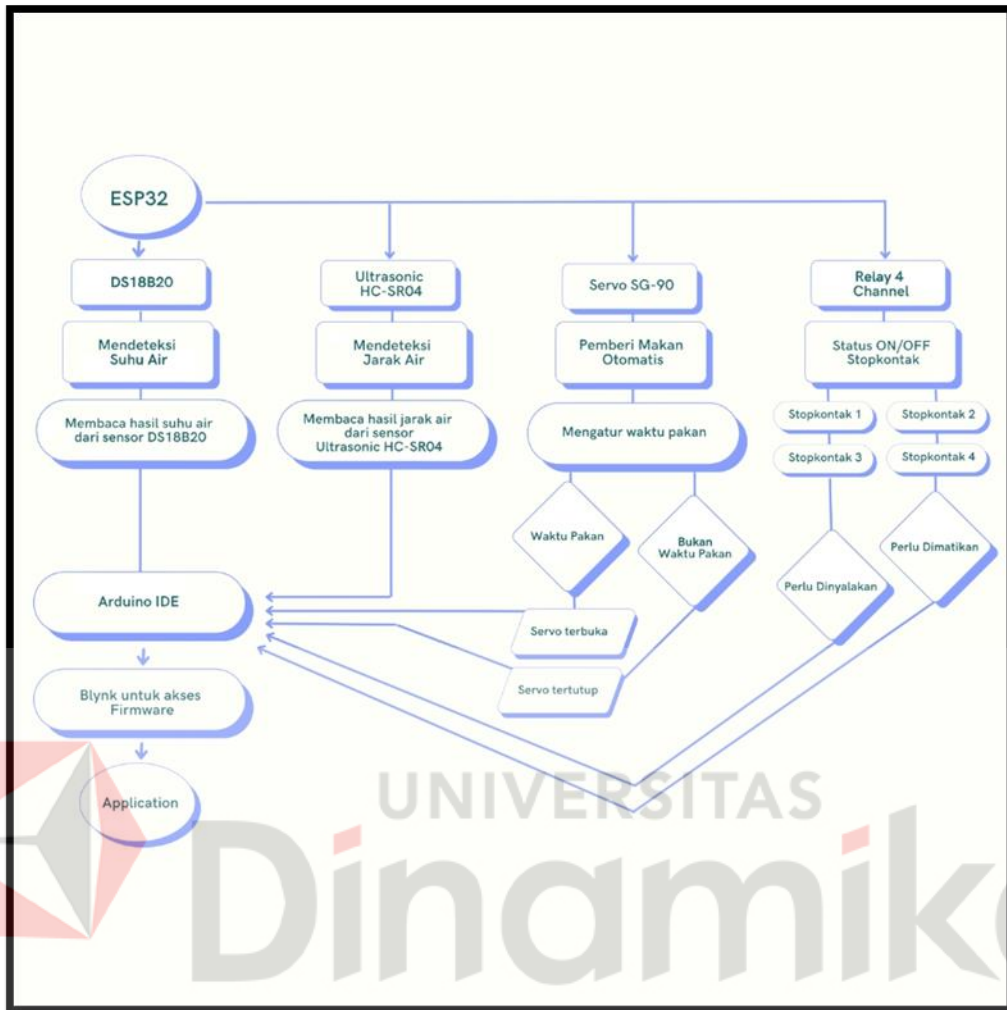 ESP32
DS18B20
Mendeteksi
Suhu Air
Membaca hasil suhu air
dari sensor DS18B20
Ultrasonic
HC-SR04
Mendeteksi
Jarak Air
Membaca hasil jarak air
dari sensor
Ultrasonic HC-SR04
Servo SG-90
Pemberi Makan
Otomatis
Mengatur waktu pakan
Waktu Pakan
Bukan
Waktu Pakan
Servo terbuka
Servo tertutup
Relay 4
Channel
Status ON/OFF
Stopkontak
Stopkontak 1
Stopkontak 2
Stopkontak 3
Stopkontak 4
Perlu Dinyalakan
Perlu Dimatikan
Arduino IDE
Blynk untuk akses
Firmware
Application
UNIVERSITAS
Dinamika